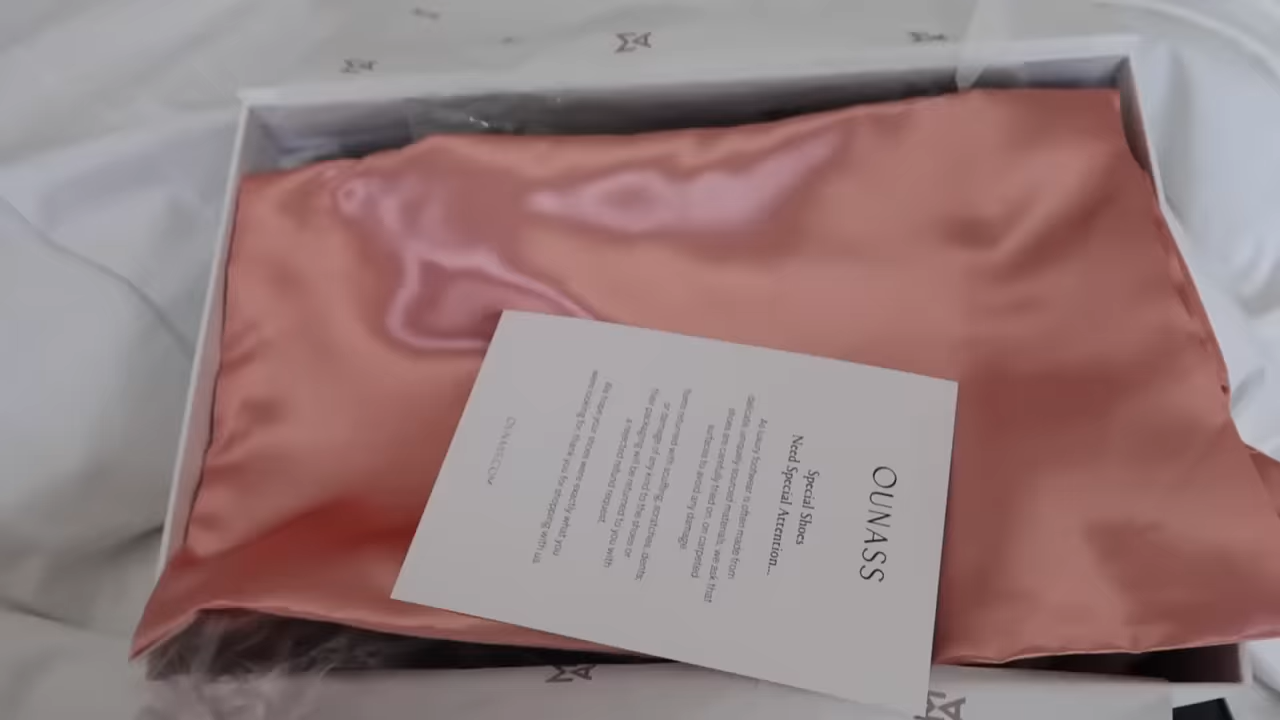 OUNASS
Special Shoes
Need Special Attention...
As luxury footwear is often made from
delicate, uniquely sourced materials, we ask that
shoes are carefully tried on, on carpeted
surfaces to avoid any damage.
Items returned with scuffing, scratches, dents,
or damage of any kind to the shoes or
their packaging will be returned to you with
a rejected refund request.
We hope your shoes were exactly what you
were looking for, thank you for shopping with us.
OUNASS.COM